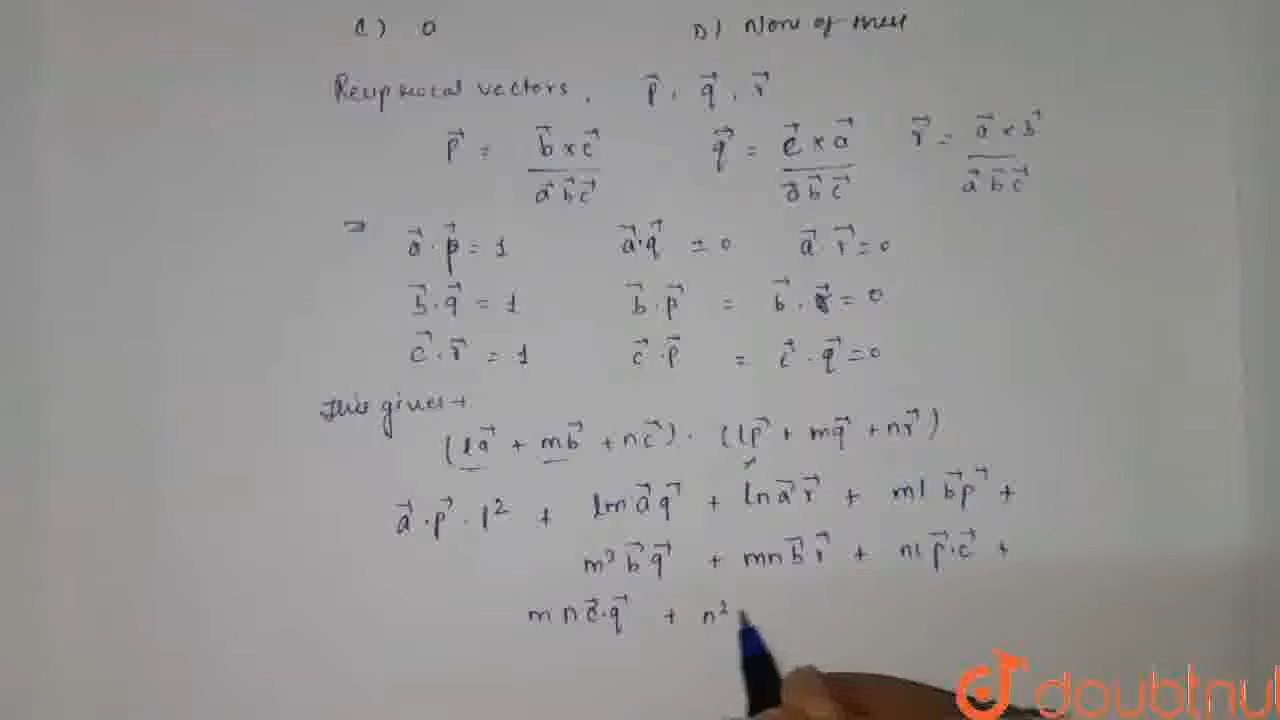 C) 0 D) None of these
Reciprocal vectors, p⃗, q⃗, r⃗
p⃗ = b⃗ × c⃗ / a⃗ b⃗ c⃗ q⃗ = c⃗ × a⃗ / a⃗ b⃗ c⃗ r⃗ = a⃗ × b⃗ / a⃗ b⃗ c⃗
⇒ a⃗ · p⃗ = 1 a⃗ · q⃗ = 0 a⃗ · r⃗ = 0
b⃗ · q⃗ = 1 b⃗ · p⃗ = b⃗ · r⃗ = 0
c⃗ · r⃗ = 1 c⃗ · p⃗ = c⃗ · q⃗ = 0
this gives →
(la⃗ + mb⃗ + nc⃗) · (lp⃗ + mq⃗ + nr⃗)
a⃗ · p⃗ · l² + lm a⃗ q⃗ + ln a⃗ r⃗ + ml b⃗ p⃗ +
m² b⃗ q⃗ + mn b⃗ r⃗ + nl p⃗ · c⃗ +
m n c⃗ · q⃗ + n²
doubtnut